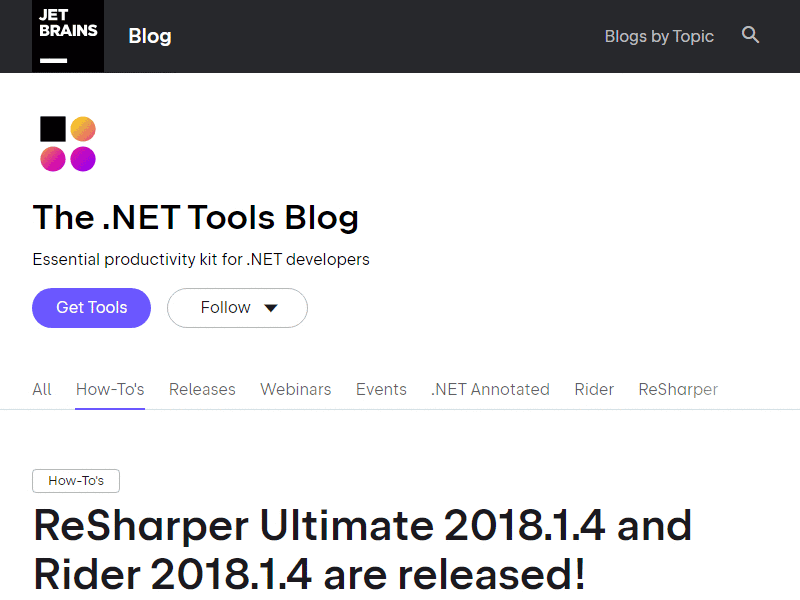 JET
BRAINS
Blog
Blogs by Topic
The .NET Tools Blog
Essential productivity kit for .NET developers
Get Tools
Follow
All How-To's Releases Webinars Events .NET Annotated Rider ReSharper
How-To's
ReSharper Ultimate 2018.1.4 and
Rider 2018.1.4 are released!